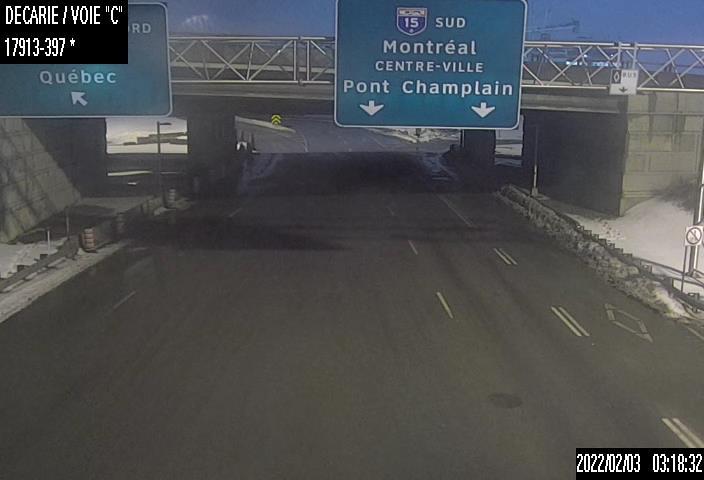 DECARIE / VOIE "C"
17913-397 *
Québec
15 SUD
Montréal
CENTRE-VILLE
Pont Champlain
BUS
2022/02/03 03:18:32